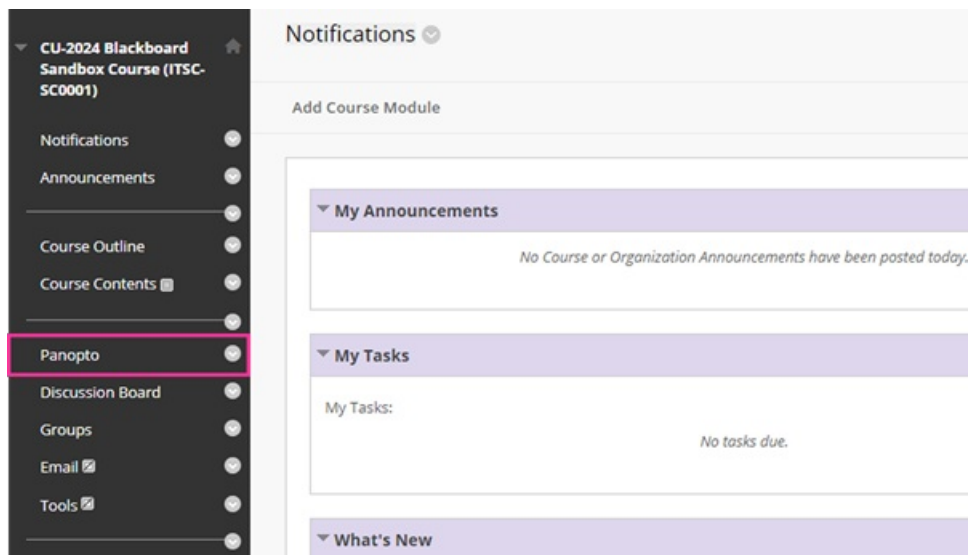 CU-2024 Blackboard
Sandbox Course (ITSC-
SC0001)
Notifications
Announcements
Course Outline
Course Contents
Panopto
Discussion Board
Groups
Email
Tools
Notifications
Add Course Module
My Announcements
No Course or Organization Announcements have been posted today.
My Tasks
My Tasks:
No tasks due.
What's New